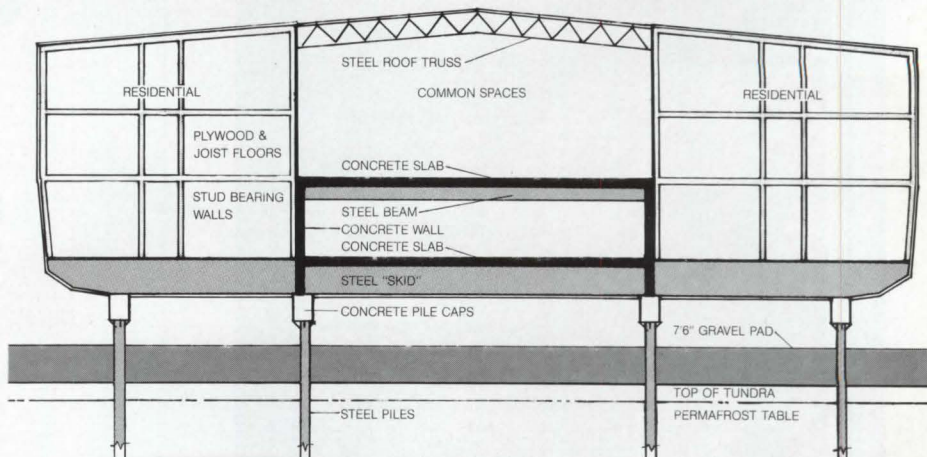 STEEL ROOF TRUSS
RESIDENTIAL
COMMON SPACES
RESIDENTIAL
PLYWOOD &
JOIST FLOORS
CONCRETE SLAB
STUD BEARING
WALLS
STEEL BEAM
CONCRETE WALL
CONCRETE SLAB
STEEL "SKID"
CONCRETE PILE CAPS
7'6" GRAVEL PAD
TOP OF TUNDRA
STEEL PILES
PERMAFROST TABLE